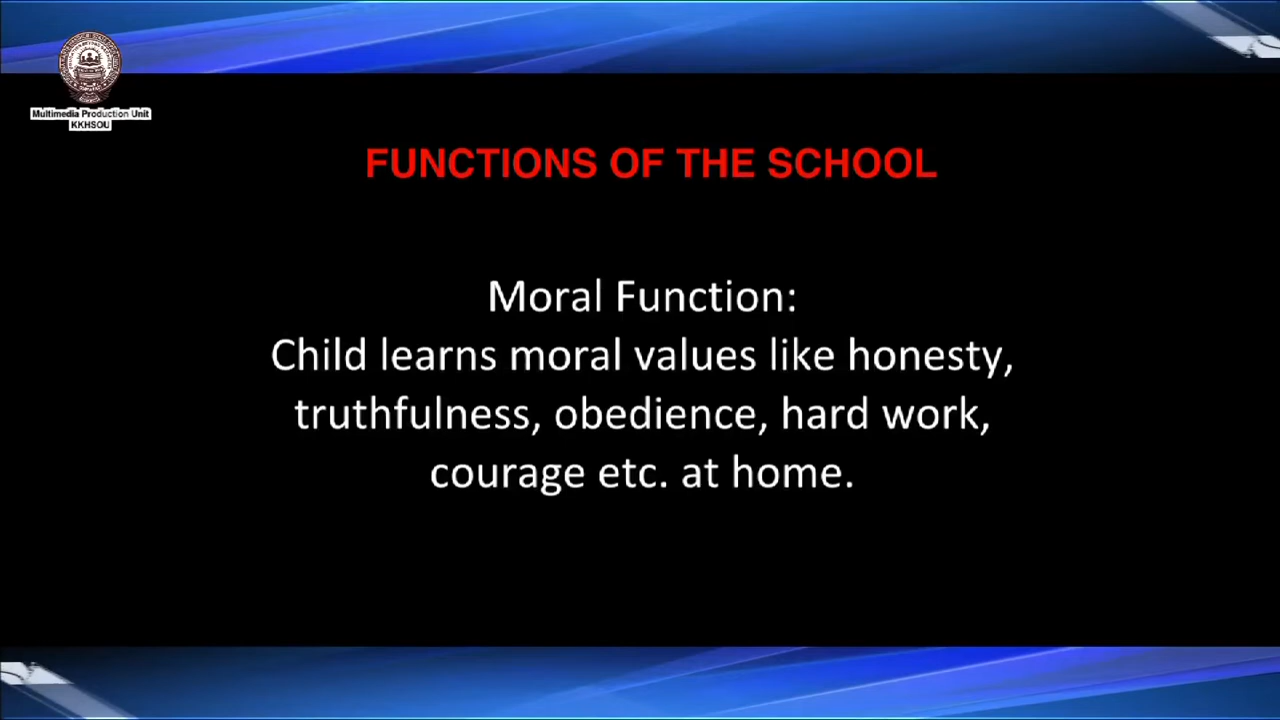 Multimedia Production Unit
KKHSOU
FUNCTIONS OF THE SCHOOL
Moral Function:
Child learns moral values like honesty,
truthfulness, obedience, hard work,
courage etc. at home.